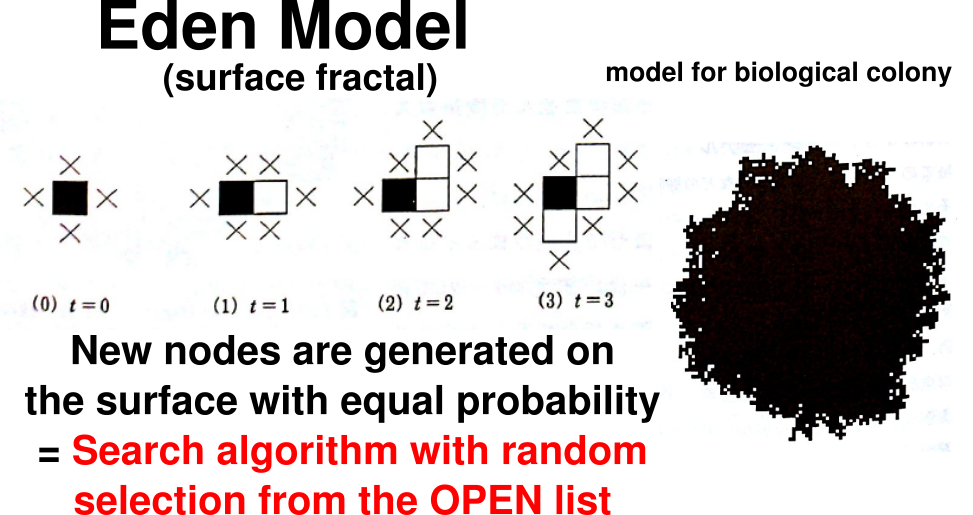 Eden Model
(surface fractal)
model for biological colony
(0) t=0
(1) t=1
(2) t=2
(3) t=3
New nodes are generated on
the surface with equal probability
= Search algorithm with random
selection from the OPEN list